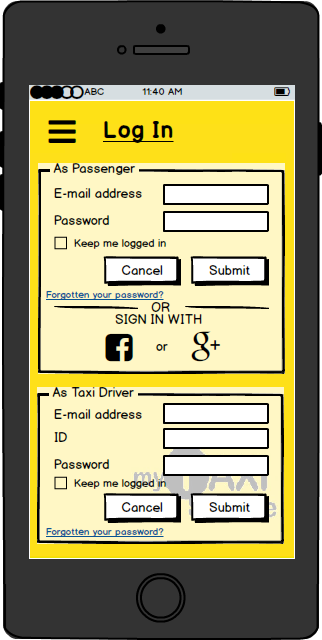 ABC 11:40 AM
Log In
As Passenger
E-mail address
Password
Keep me logged in
Cancel Submit
Forgotten your password?
OR
SIGN IN WITH
f or g+
As Taxi Driver
E-mail address
ID
Password
my TAXI
Keep me logged in
Cancel Submit
Forgotten your password?